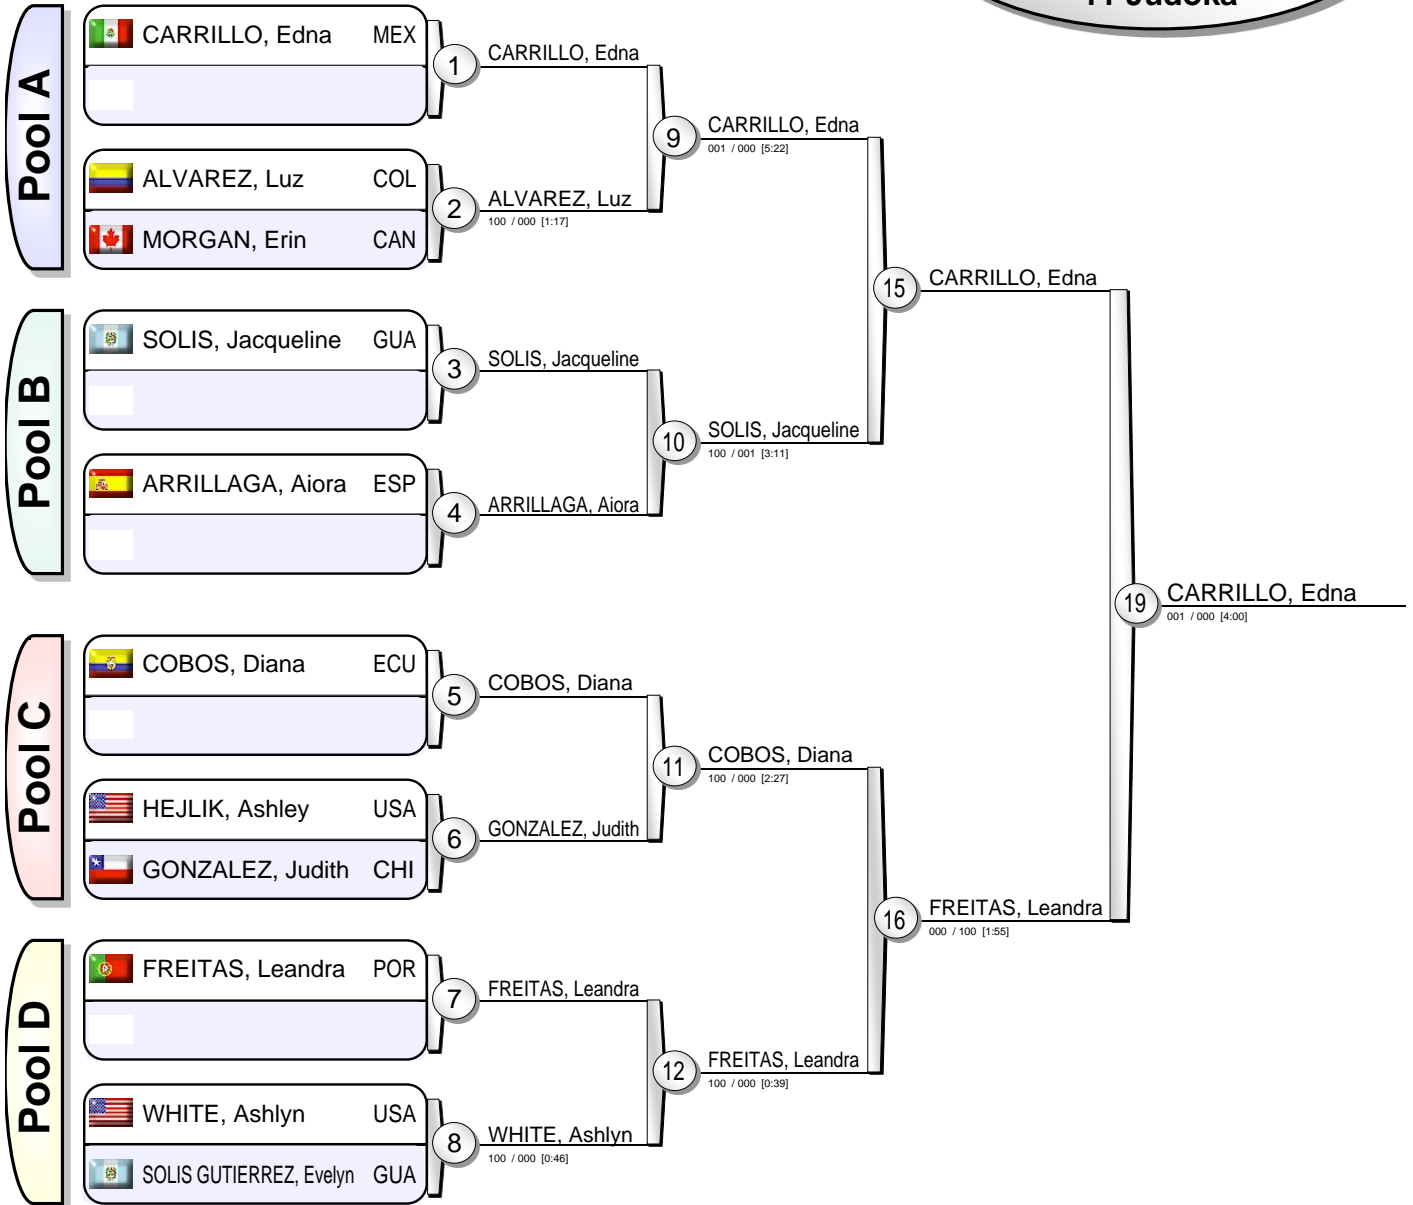 11 Judoka
Pool A
CARRILLO, Edna MEX
ALVAREZ, Luz COL
MORGAN, Erin CAN
1
CARRILLO, Edna
2
ALVAREZ, Luz
100 / 000 [1:17]
9
CARRILLO, Edna
001 / 000 [5:22]
Pool B
SOLIS, Jacqueline GUA
ARRILLAGA, Aiora ESP
3
SOLIS, Jacqueline
4
ARRILLAGA, Aiora
10
SOLIS, Jacqueline
100 / 001 [3:11]
15
CARRILLO, Edna
Pool C
COBOS, Diana ECU
HEJLIK, Ashley USA
GONZALEZ, Judith CHI
5
COBOS, Diana
6
GONZALEZ, Judith
11
COBOS, Diana
100 / 000 [2:27]
Pool D
FREITAS, Leandra POR
WHITE, Ashlyn USA
SOLIS GUTIERREZ, Evelyn GUA
7
FREITAS, Leandra
8
WHITE, Ashlyn
100 / 000 [0:46]
12
FREITAS, Leandra
100 / 000 [0:39]
16
FREITAS, Leandra
000 / 100 [1:55]
19
CARRILLO, Edna
001 / 000 [4:00]